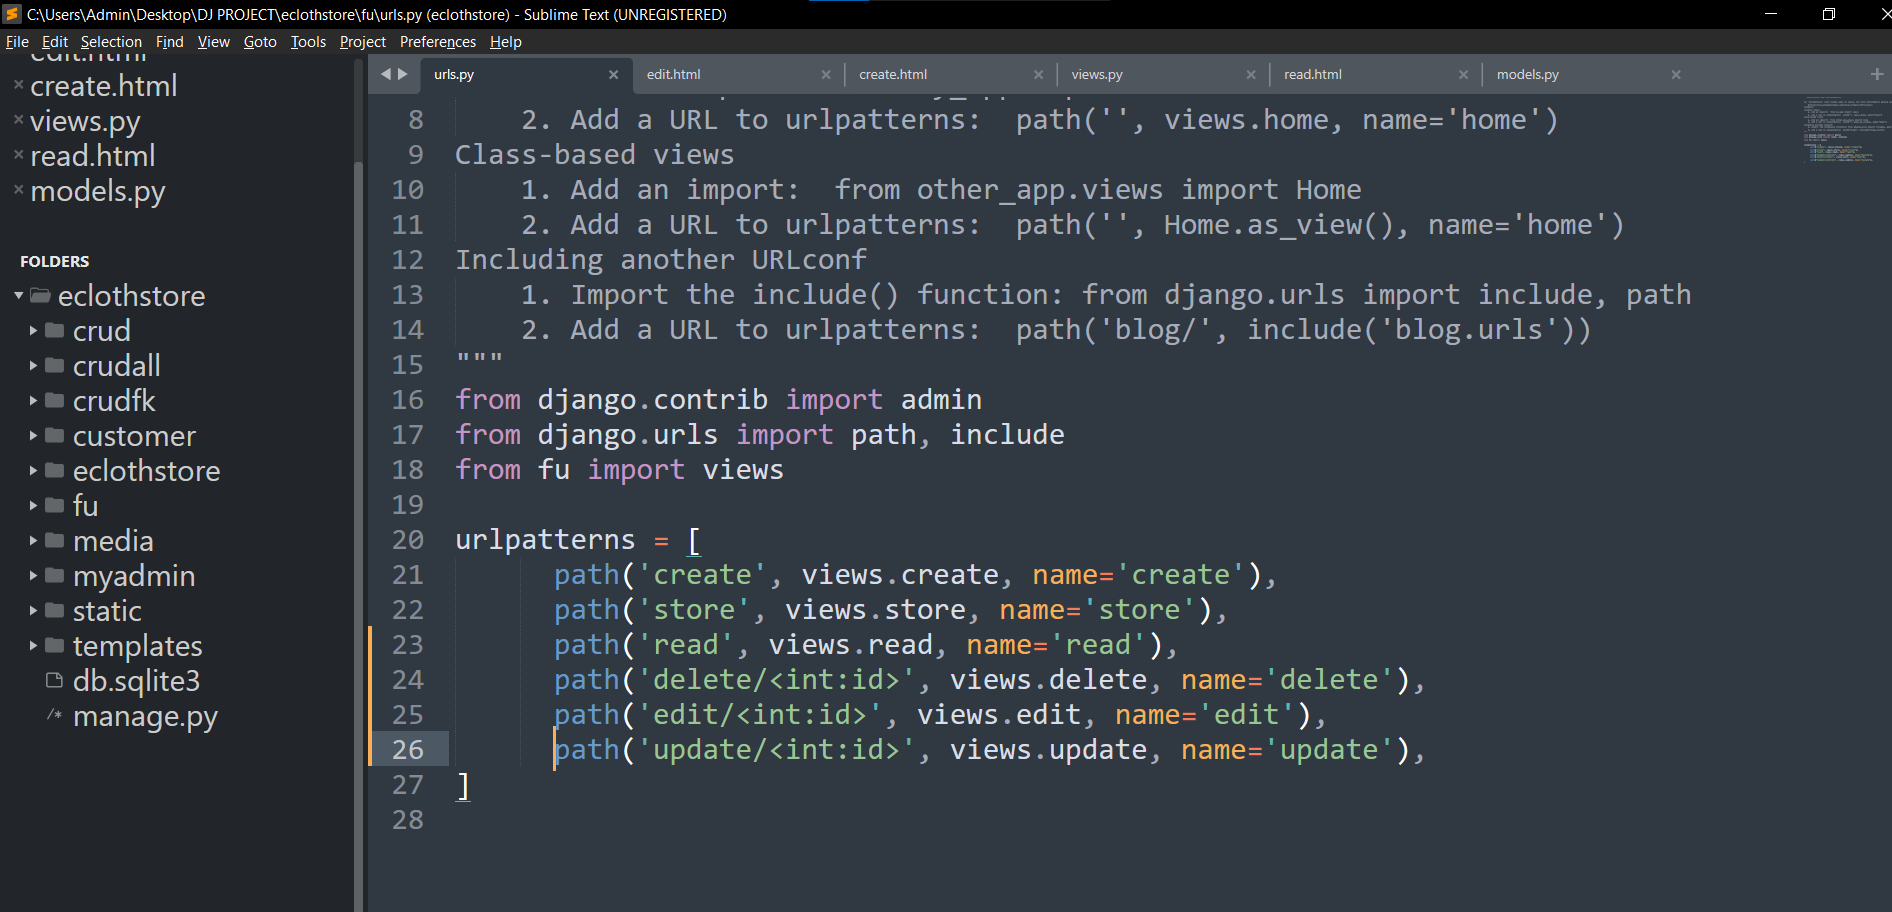 C:\Users\Admin\Desktop\DJ PROJECT\eclothstore\fu\urls.py (eclothstore) - Sublime Text (UNREGISTERED)
File Edit Selection Find View Goto Tools Project Preferences Help
edit.html
create.html
views.py
read.html
models.py
FOLDERS
eclothstore
crud
crudall
crudfk
customer
eclothstore
fu
media
myadmin
static
templates
db.sqlite3
/* manage.py
urls.py edit.html create.html views.py read.html models.py
8 2. Add a URL to urlpatterns:  path('', views.home, name='home')
9 Class-based views
10 1. Add an import:  from other_app.views import Home
11 2. Add a URL to urlpatterns:  path('', Home.as_view(), name='home')
12 Including another URLconf
13 1. Import the include() function: from django.urls import include, path
14 2. Add a URL to urlpatterns:  path('blog/', include('blog.urls'))
15 """
16 from django.contrib import admin
17 from django.urls import path, include
18 from fu import views
19
20 urlpatterns = [
21 path('create', views.create, name='create'),
22 path('store', views.store, name='store'),
23 path('read', views.read, name='read'),
24 path('delete/<int:id>', views.delete, name='delete'),
25 path('edit/<int:id>', views.edit, name='edit'),
26 path('update/<int:id>', views.update, name='update'),
27 ]
28